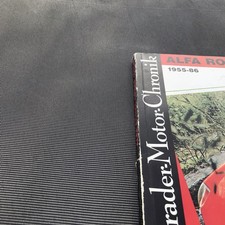 ALFA RO
1955-86
rader-Motor-Chronik